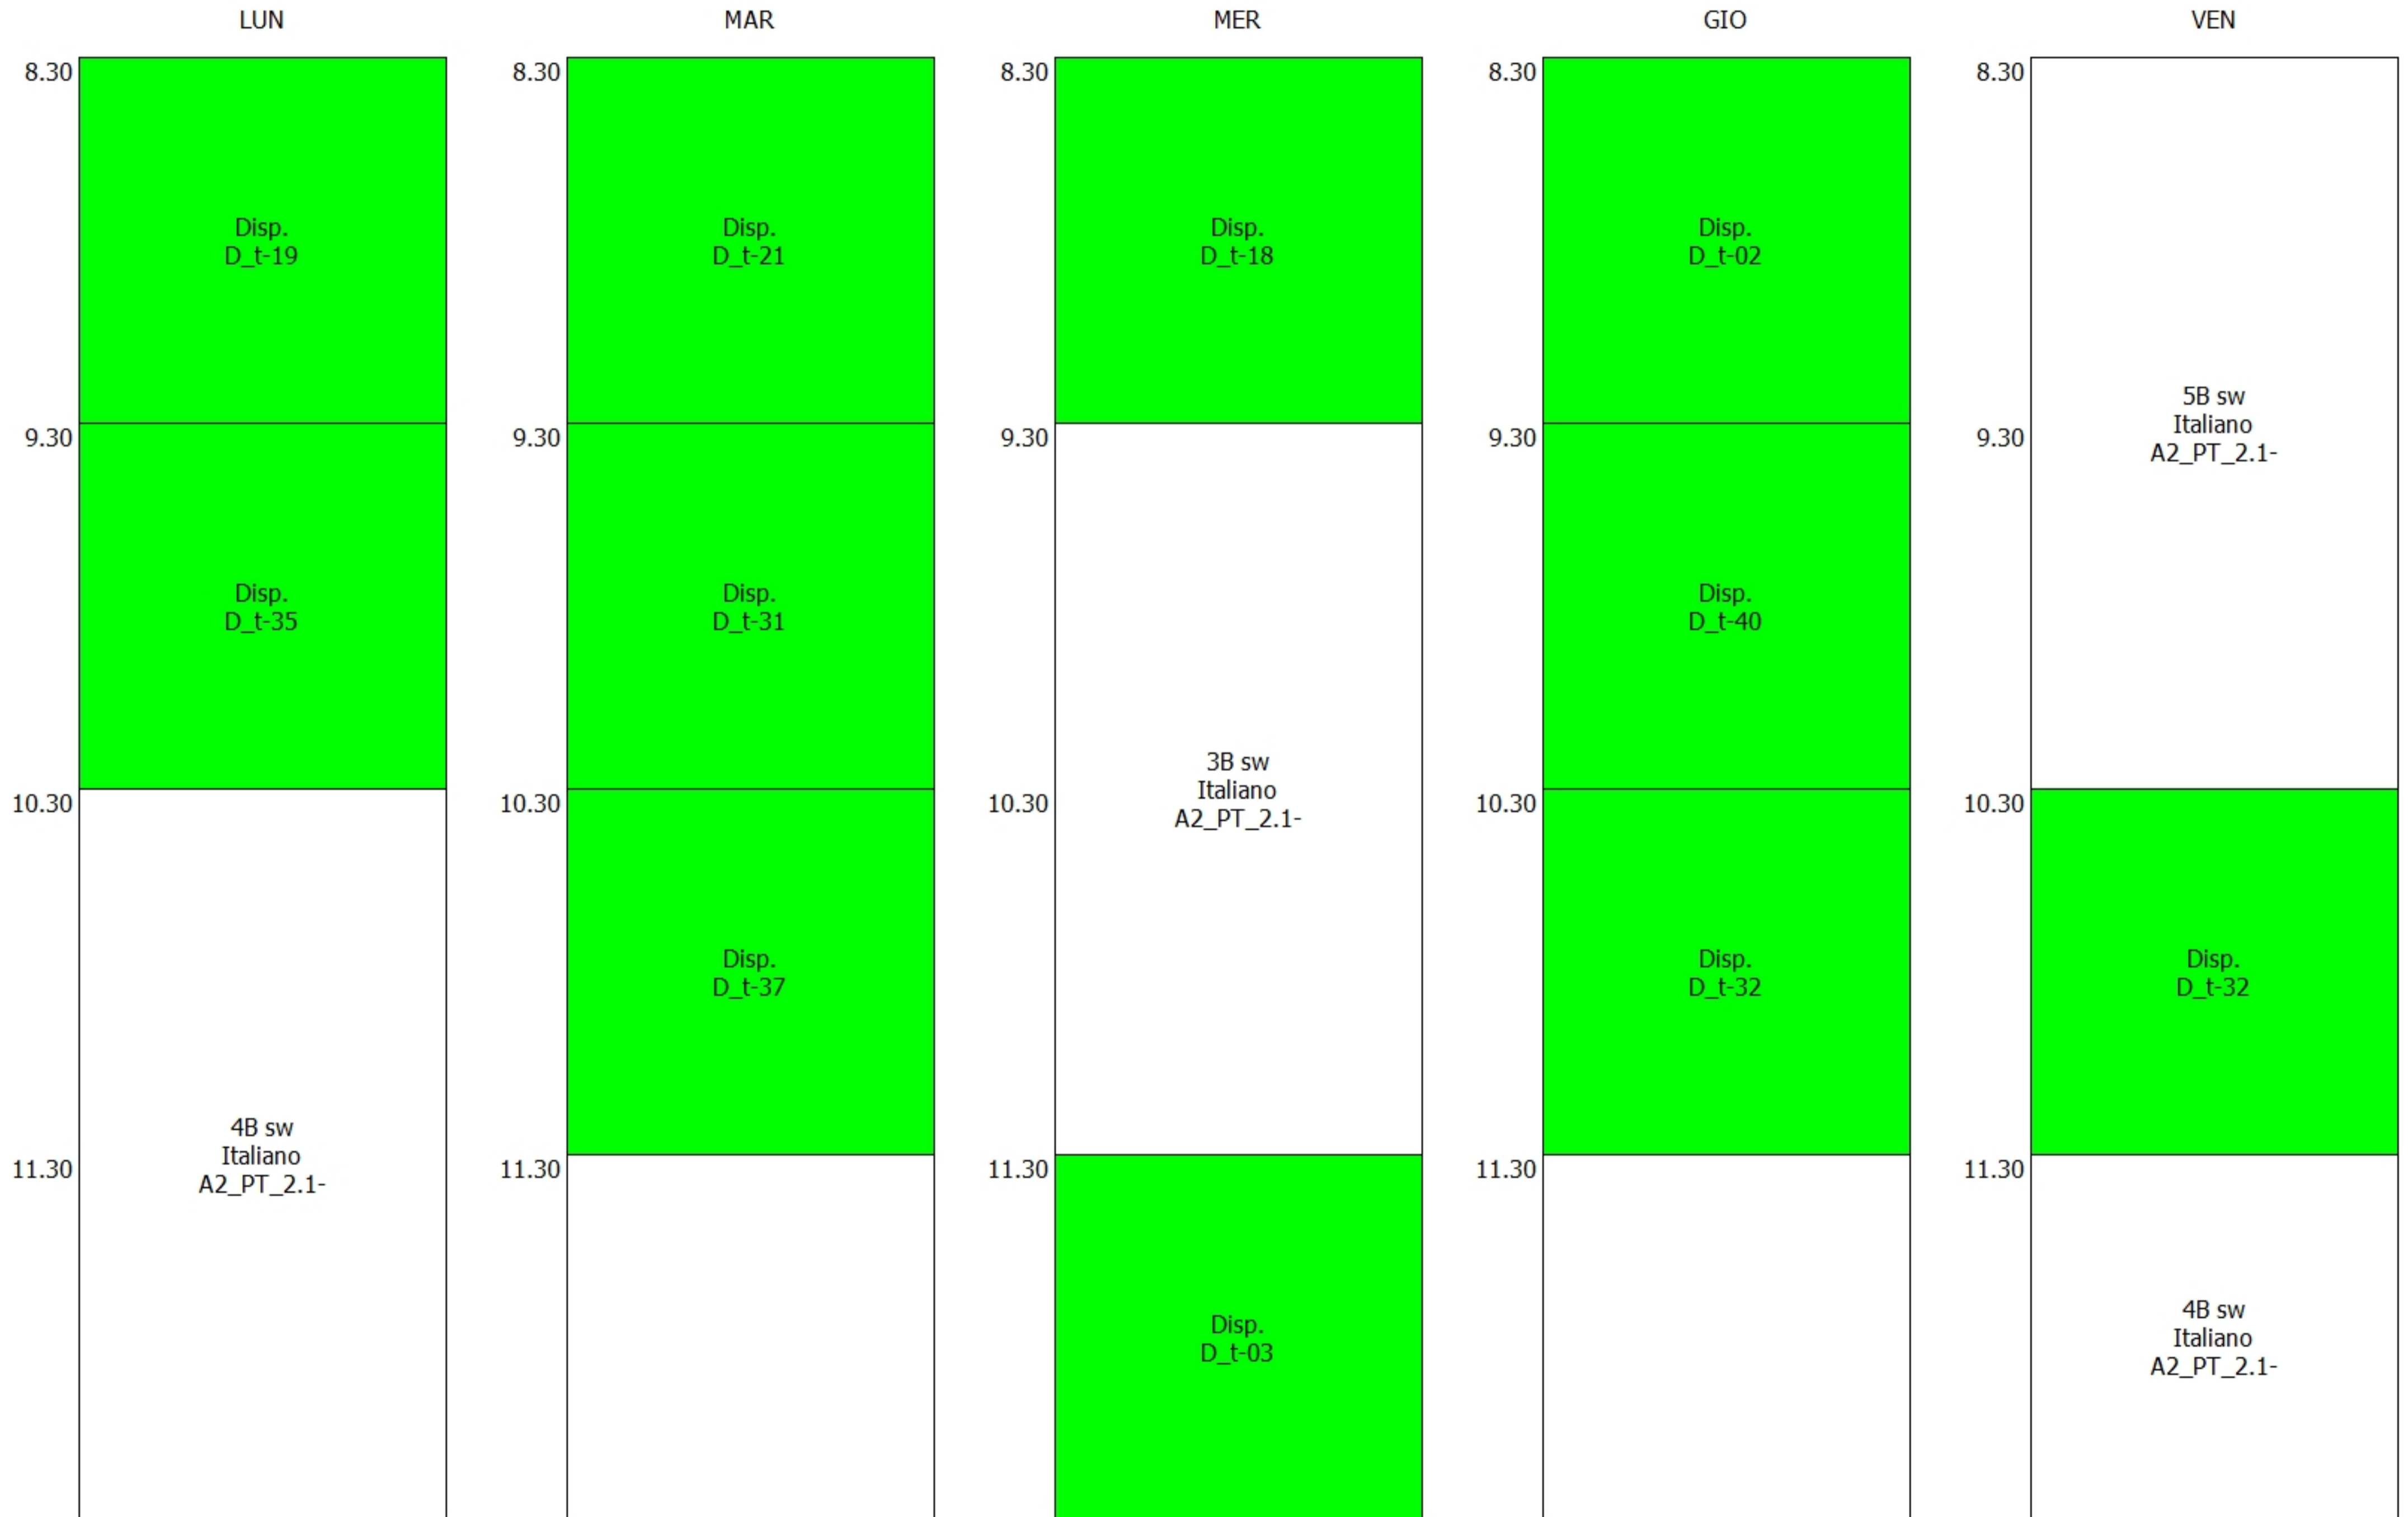 LUN
8.30
Disp.
D_t-19
9.30
Disp.
D_t-35
10.30
4B sw
Italiano
11.30
A2_PT_2.1-
MAR
8.30
Disp.
D_t-21
9.30
Disp.
D_t-31
10.30
Disp.
D_t-37
11.30
MER
8.30
Disp.
D_t-18
9.30
3B sw
Italiano
10.30
A2_PT_2.1-
11.30
Disp.
D_t-03
GIO
8.30
Disp.
D_t-02
9.30
Disp.
D_t-40
10.30
Disp.
D_t-32
11.30
VEN
8.30
5B sw
Italiano
9.30
A2_PT_2.1-
10.30
Disp.
D_t-32
11.30
4B sw
Italiano
A2_PT_2.1-